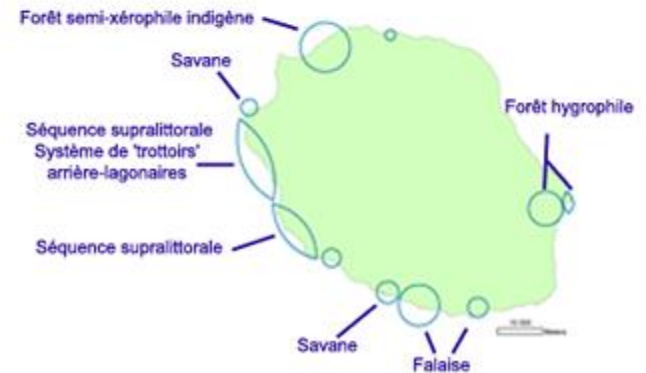 Forêt semi-xérophile indigène
Savane
Forêt hygrophile
Séquence supralittorale
Système de 'trottoirs'
arrière-lagonaires
Séquence supralittorale
Savane
Falaise